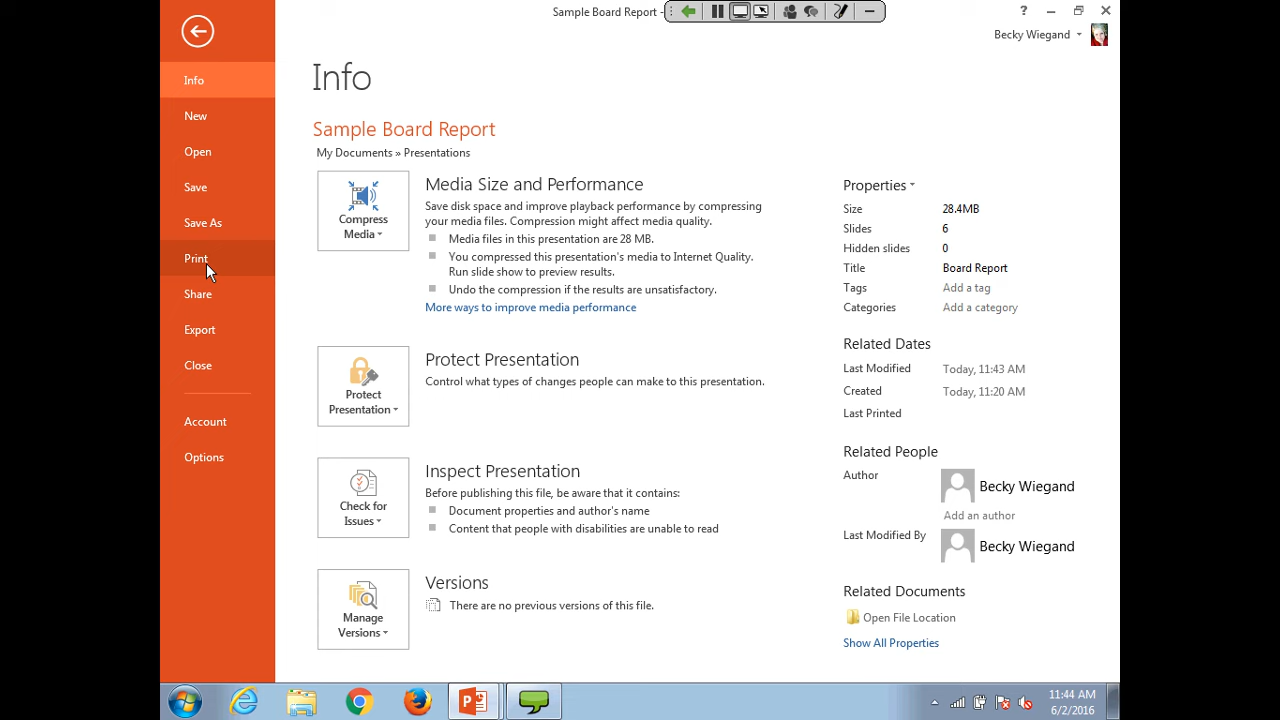 Sample Board Report -
?
Becky Wiegand
Info
New
Open
Save
Save As
Print
Share
Export
Close
Account
Options
Info
Sample Board Report
My Documents » Presentations
Compress
Media
Media Size and Performance
Save disk space and improve playback performance by compressing
your media files. Compression might affect media quality.
Media files in this presentation are 28 MB.
You compressed this presentation's media to Internet Quality.
Run slide show to preview results.
Undo the compression if the results are unsatisfactory.
More ways to improve media performance
Protect
Presentation
Protect Presentation
Control what types of changes people can make to this presentation.
Check for
Issues
Inspect Presentation
Before publishing this file, be aware that it contains:
Document properties and author's name
Content that people with disabilities are unable to read
Manage
Versions
Versions
There are no previous versions of this file.
Properties
Size 28.4MB
Slides 6
Hidden slides 0
Title Board Report
Tags Add a tag
Categories Add a category
Related Dates
Last Modified Today, 11:43 AM
Created Today, 11:20 AM
Last Printed
Related People
Author Becky Wiegand
Add an author
Last Modified By Becky Wiegand
Related Documents
Open File Location
Show All Properties
11:44 AM
6/2/2016